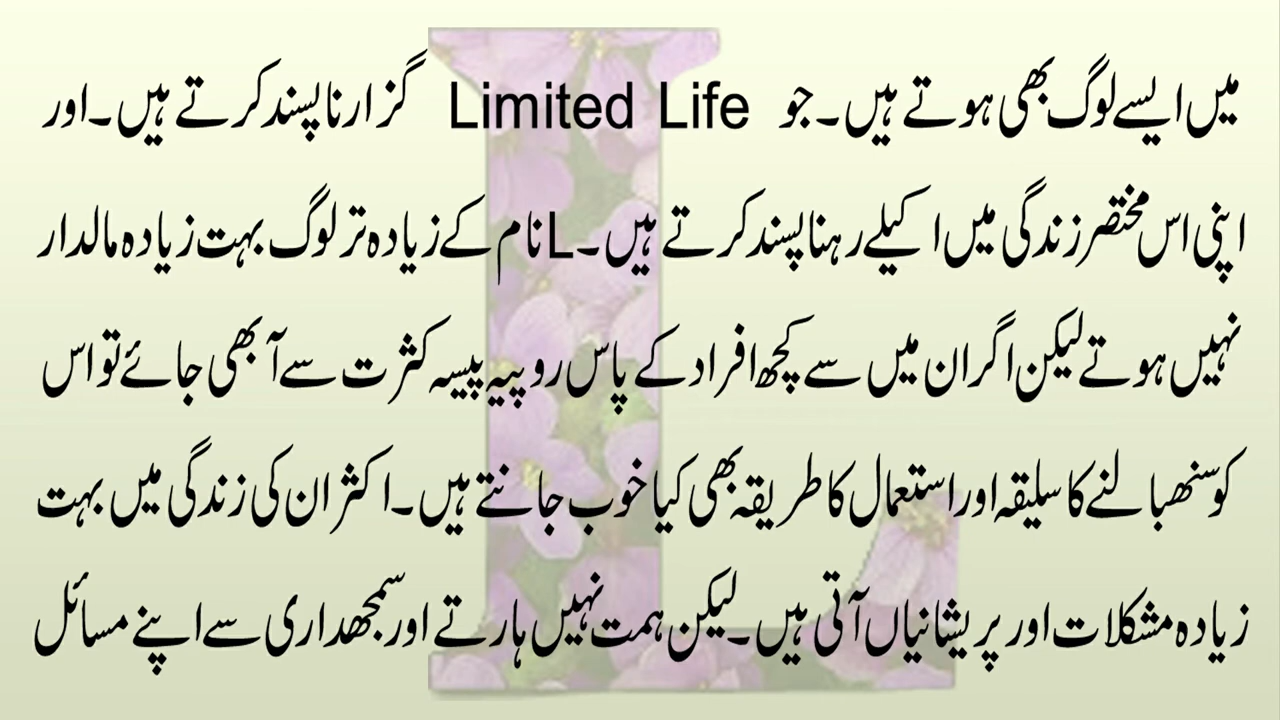 میں ایسے لوگ بھی ہوتے ہیں۔ جو Limited Life گزارنا پسند کرتے ہیں۔ اور
اپنی اس مختصر زندگی میں اکیلے رہنا پسند کرتے ہیں۔ L نام کے زیادہ تر لوگ بہت زیادہ مالدار
نہیں ہوتے لیکن اگر ان میں سے کچھ افراد کے پاس روپیہ پیسہ کثرت سے آ بھی جائے تو اس
کو سنھبالنے کا سلیقہ اور استعمال کا طریقہ بھی کیا خوب جانتے ہیں۔ اکثر ان کی زندگی میں بہت
زیادہ مشکلات اور پریشانیاں آتی ہیں۔ لیکن ہمت نہیں ہارتے اور سمجھداری سے اپنے مسائل